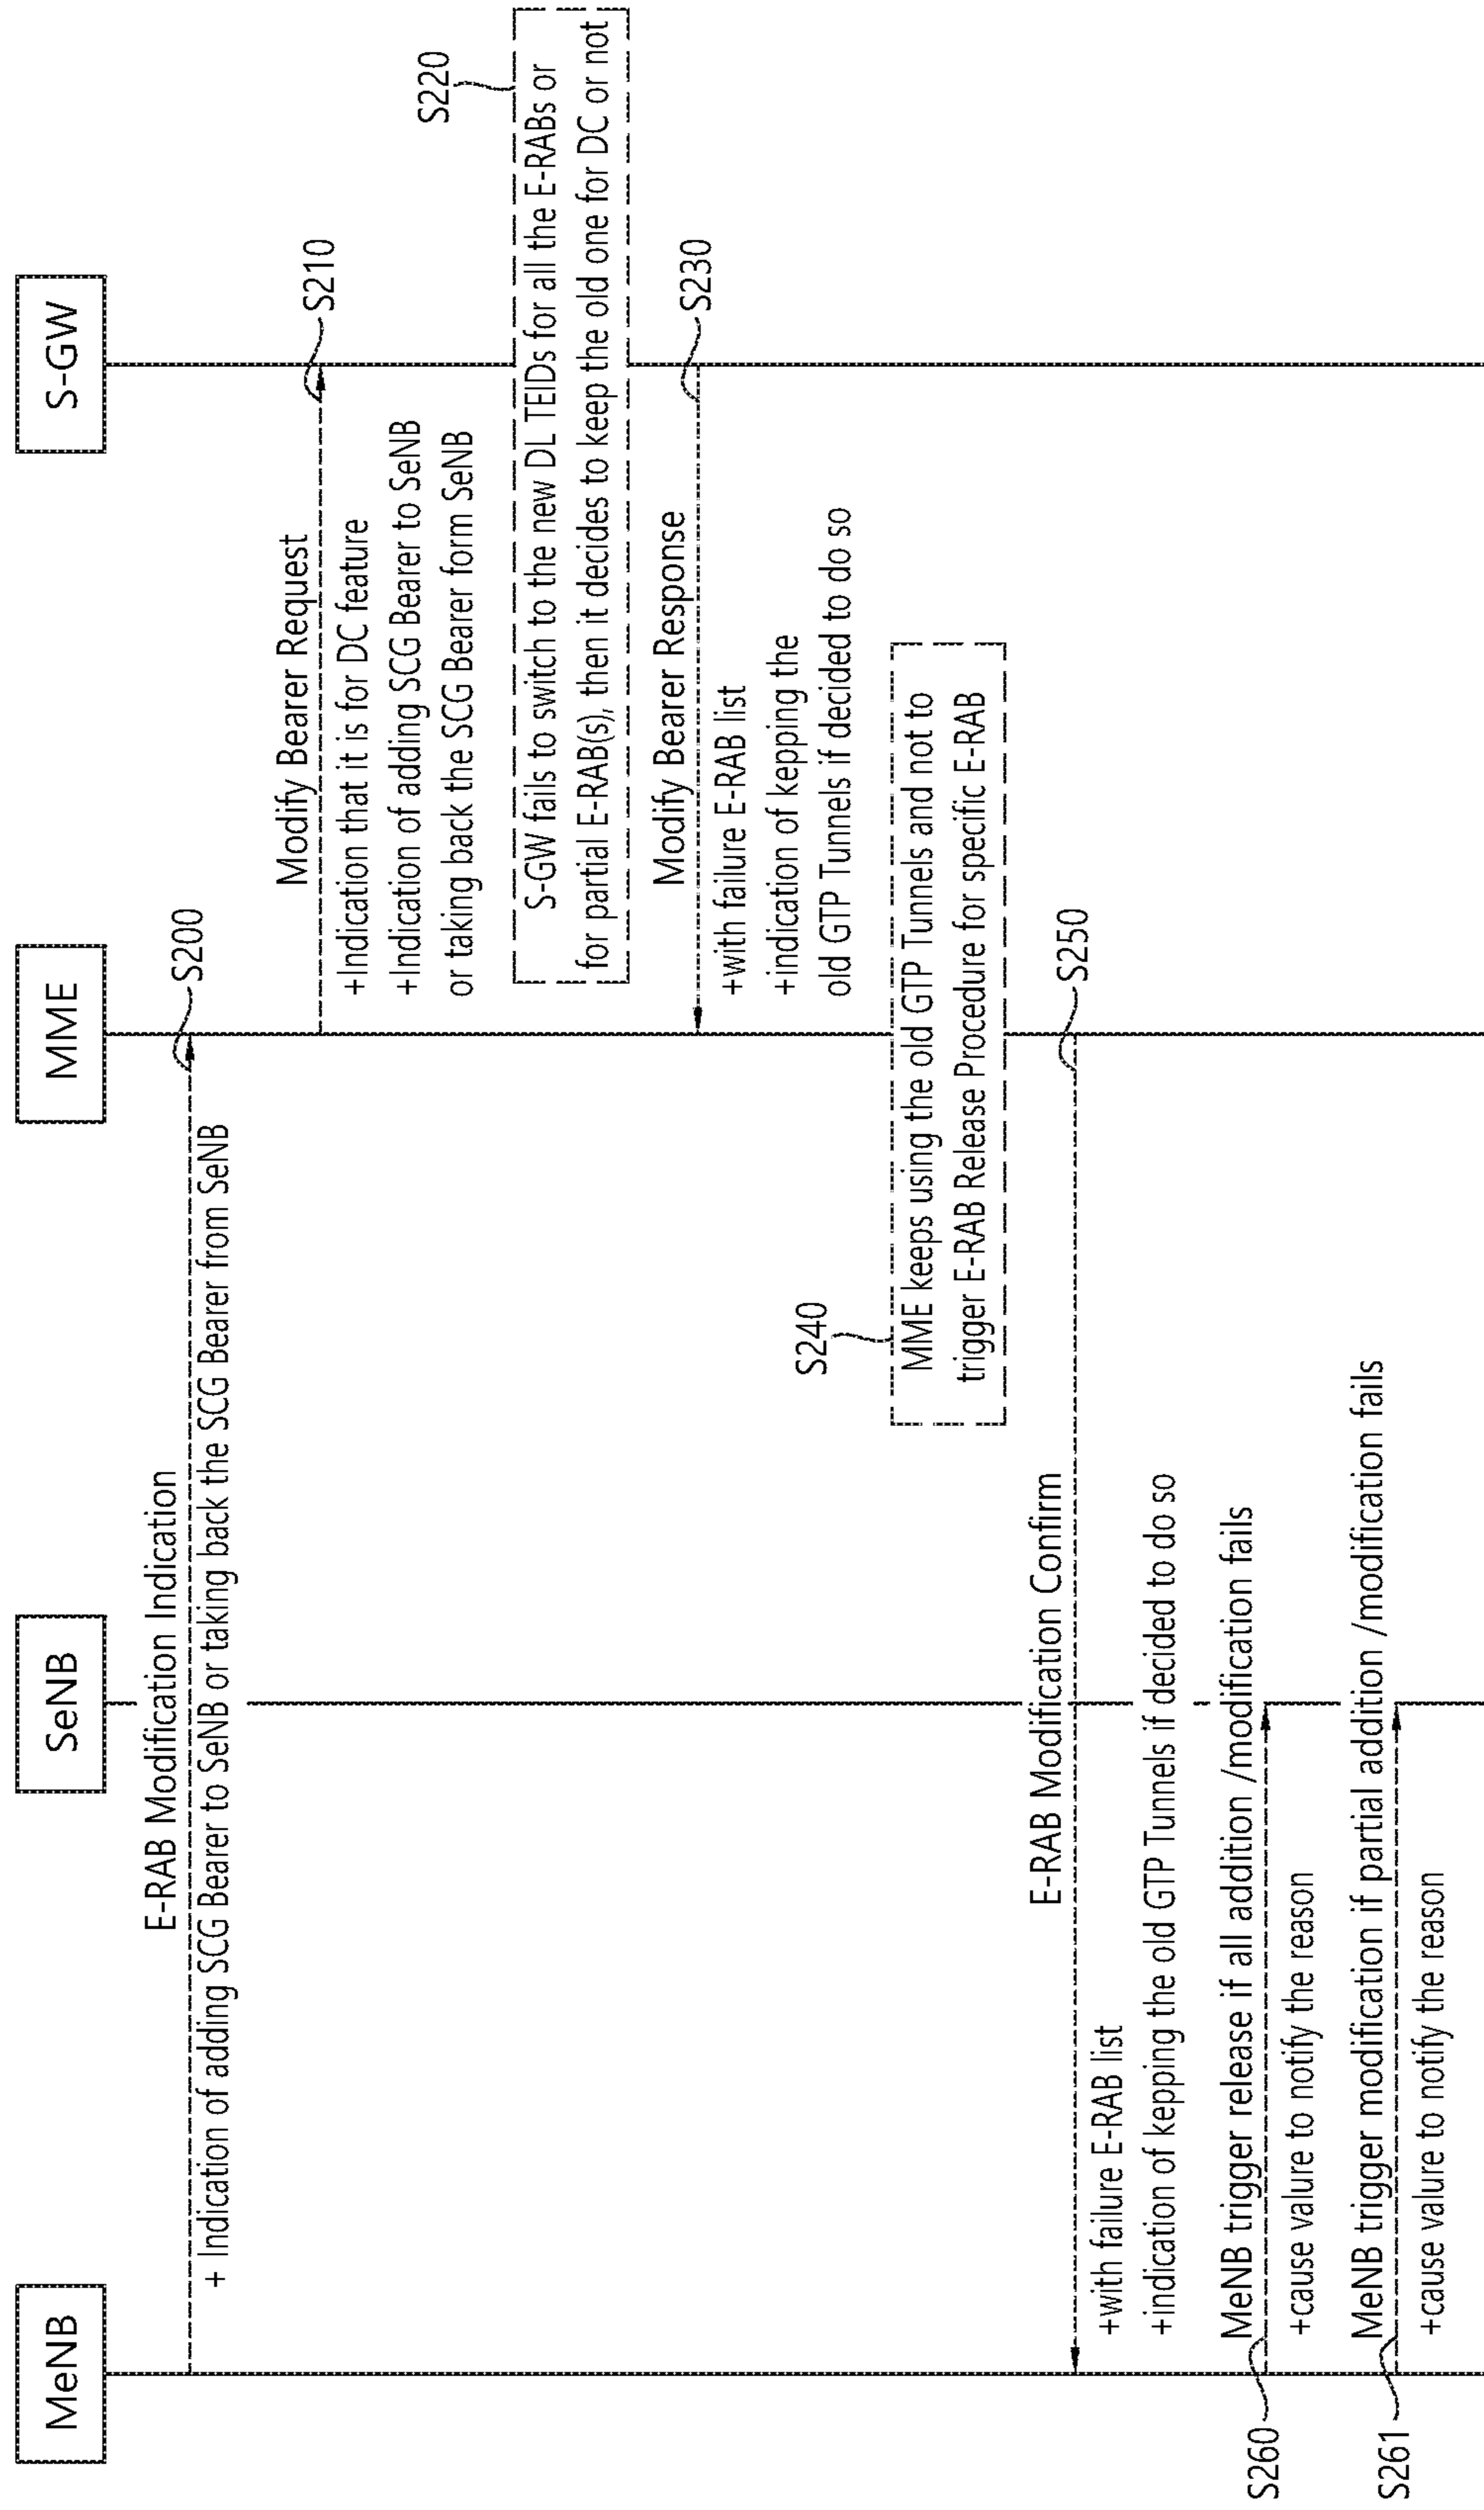 MeNB
SeNB
MME
S-GW
E-RAB Modification Indication
S200
+ Indication of adding SCG Bearer to SeNB or taking back the SCG Bearer from SeNB
Modify Bearer Request
S210
+Indication that it is for DC feature
+Indication of adding SCG Bearer to SeNB
or taking back the SCG Bearer form SeNB
S220
S-GW fails to switch to the new DL TEIDs for all the E-RABs or
for partial E-RAB(s), then it decides to keep the old one for DC or not
Modify Bearer Response
S230
+with failure E-RAB list
+indication of kepping the
old GTP Tunnels if decided to do so
S240
MME keeps using the old GTP Tunnels and not to
trigger E-RAB Release Procedure for specific E-RAB
E-RAB Modification Confirm
S250
+with failure E-RAB list
+indication of kepping the old GTP Tunnels if decided to do so
MeNB trigger release if all addition /modification fails
S260
+cause valure to notify the reason
MeNB trigger modification if partial addition /modification fails
S261
+cause valure to notify the reason